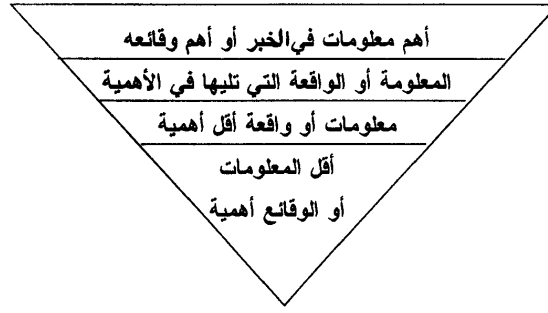 أهم معلومات في الخبر أو أهم وقائعه
المعلومة أو الواقعة التي تليها في الأهمية
معلومات أو واقعة أقل أهمية
أقل المعلومات
أو الوقائع أهمية